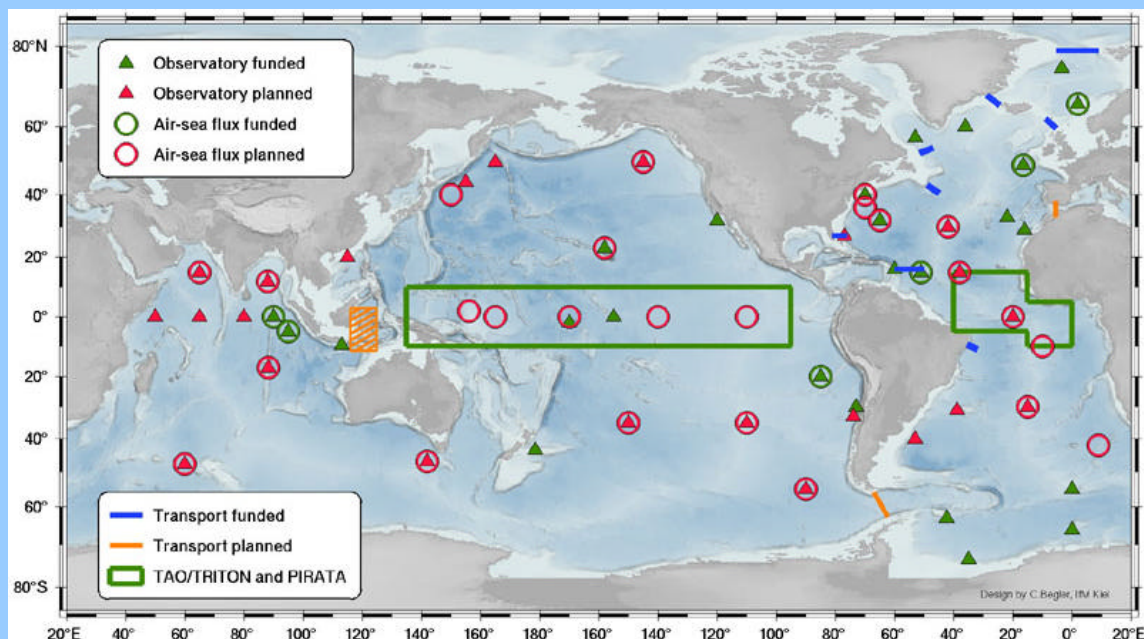 80°N
60°
40°
20°
0°
20°
40°
60°
80°S
Observatory funded
Observatory planned
Air-sea flux funded
Air-sea flux planned
Transport funded
Transport planned
TAO/TRITON and PIRATA
Design by C.Begler, IfM Kiel
20°E 40° 60° 80° 100° 120° 140° 160° 180° 160° 140° 120° 100° 80° 60° 40° 20° 0° 20°E